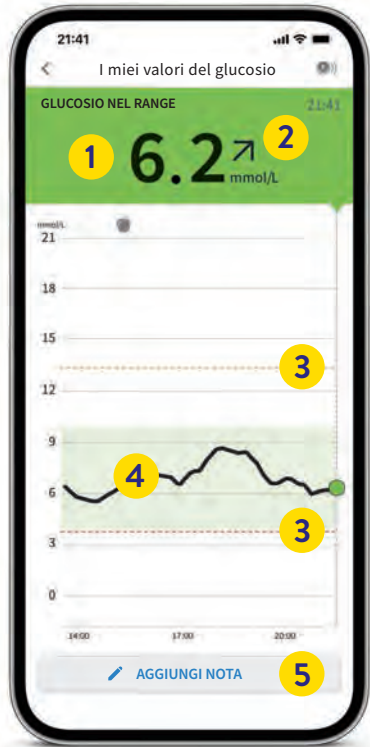 21:41
I miei valori del glucosio
GLUCOSIO NEL RANGE 21:41
1 6.2 2
mmol/L
mmol/L
21
18
15
3
12
9
4
6
3
3
0
14:00 17:00 20:00
AGGIUNGI NOTA 5